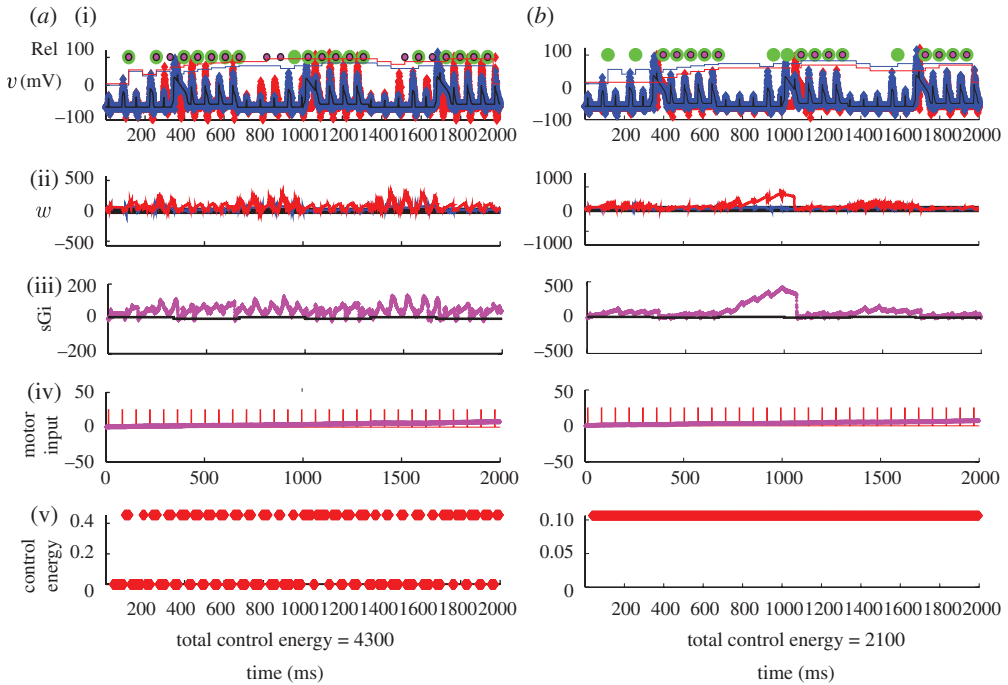 (a) (i)
(b)
Rel
v (mV)
100
0
−100
200 400 600 800 1000 1200 1400 1600 1800 2000
100
0
−100
200 400 600 800 1000 1200 1400 1600 1800 2000
(ii)
w
500
0
−500
1000
0
−1000
(iii)
sGi
200
0
−200
500
0
−500
(iv)
motor
input
50
0
−50
0 500 1000 1500 2000
50
0
−50
0 500 1000 1500 2000
(v)
control
energy
0.4
0.2
0
200 400 600 800 1000 1200 1400 1600 1800 2000
0.10
0.05
0
200 400 600 800 1000 1200 1400 1600 1800 2000
total control energy = 4300
total control energy = 2100
time (ms)
time (ms)